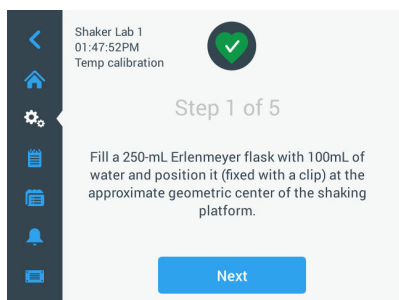 Shaker Lab 1
01:47:52PM
Temp calibration
Step 1 of 5
Fill a 250-mL Erlenmeyer flask with 100mL of
water and position it (fixed with a clip) at the
approximate geometric center of the shaking
platform.
Next